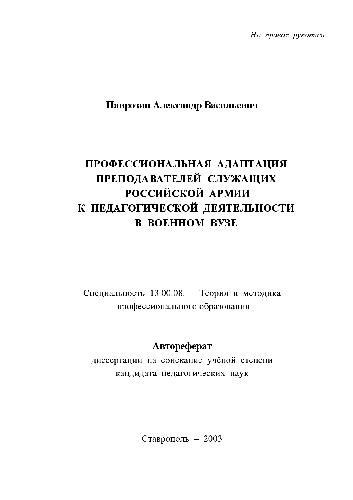 На правах рукописи
Александр Васильевич
ПРОФЕССИОНАЛЬНАЯ АДАПТАЦИЯ
ПРЕПОДАВАТЕЛЕЙ СЛУЖАЩИХ
РОССИЙСКОЙ АРМИИ
К ПЕДАГОГИЧЕСКОЙ ДЕЯТЕЛЬНОСТИ
В ВОЕННОМ ВУЗЕ
Специальность 13.00.08. – Теория и методика
профессионального образования
Автореферат
диссертации на соискание учёной степени
кандидата педагогических наук
Ставрополь – 2003